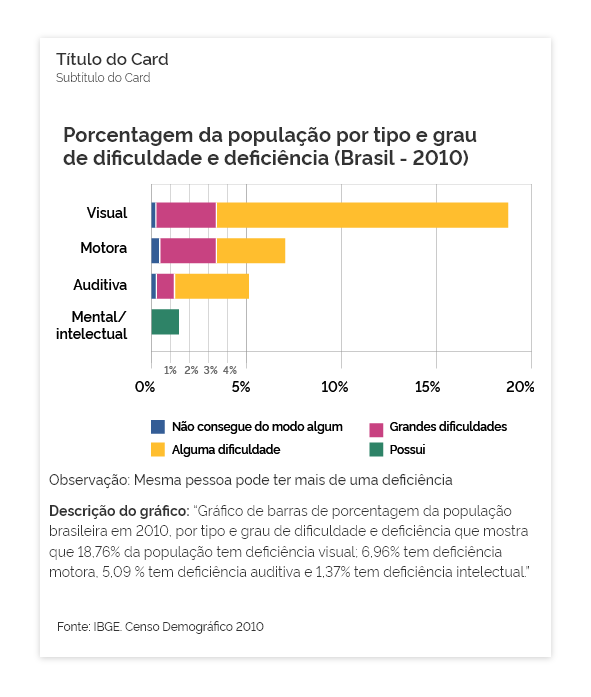 Título do Card
Subtitulo do Card
Porcentagem da população por tipo e grau
de dificuldade e deficiência (Brasil - 2010)
Visual
Motora
Auditiva
Mental/
intelectual
1% 2% 3% 4%
0% 5% 10% 15% 20%
Não consegue do modo algum
Grandes dificuldades
Alguma dificuldade
Possui
Observação: Mesma pessoa pode ter mais de uma deficiência
Descrição do gráfico: “Gráfico de barras de porcentagem da população
brasileira em 2010, por tipo e grau de dificuldade e deficiência que mostra
que 18,76% da população tem deficiência visual; 6,96% tem deficiência
motora, 5,09 % tem deficiência auditiva e 1,37% tem deficiência intelectual.”
Fonte: IBGE. Censo Demográfico 2010